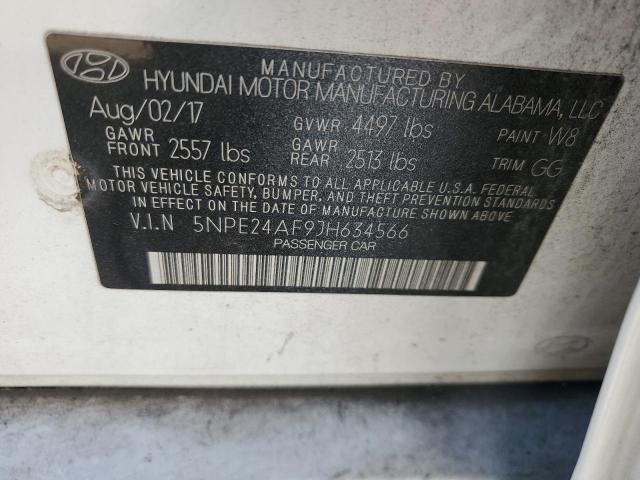 MANUFACTURED BY
HYUNDAI MOTOR MANUFACTURING ALABAMA, LLC
Aug/02/17 GVWR 4497 lbs PAINT W8
GAWR FRONT 2557 lbs GAWR REAR 2513 lbs TRIM GG
THIS VEHICLE CONFORMS TO ALL APPLICABLE U.S.A. FEDERAL
MOTOR VEHICLE SAFETY, BUMPER, AND THEFT PREVENTION STANDARDS
IN EFFECT ON THE DATE OF MANUFACTURE SHOWN ABOVE.
V.I.N 5NPE24AF9JH634566
PASSENGER CAR